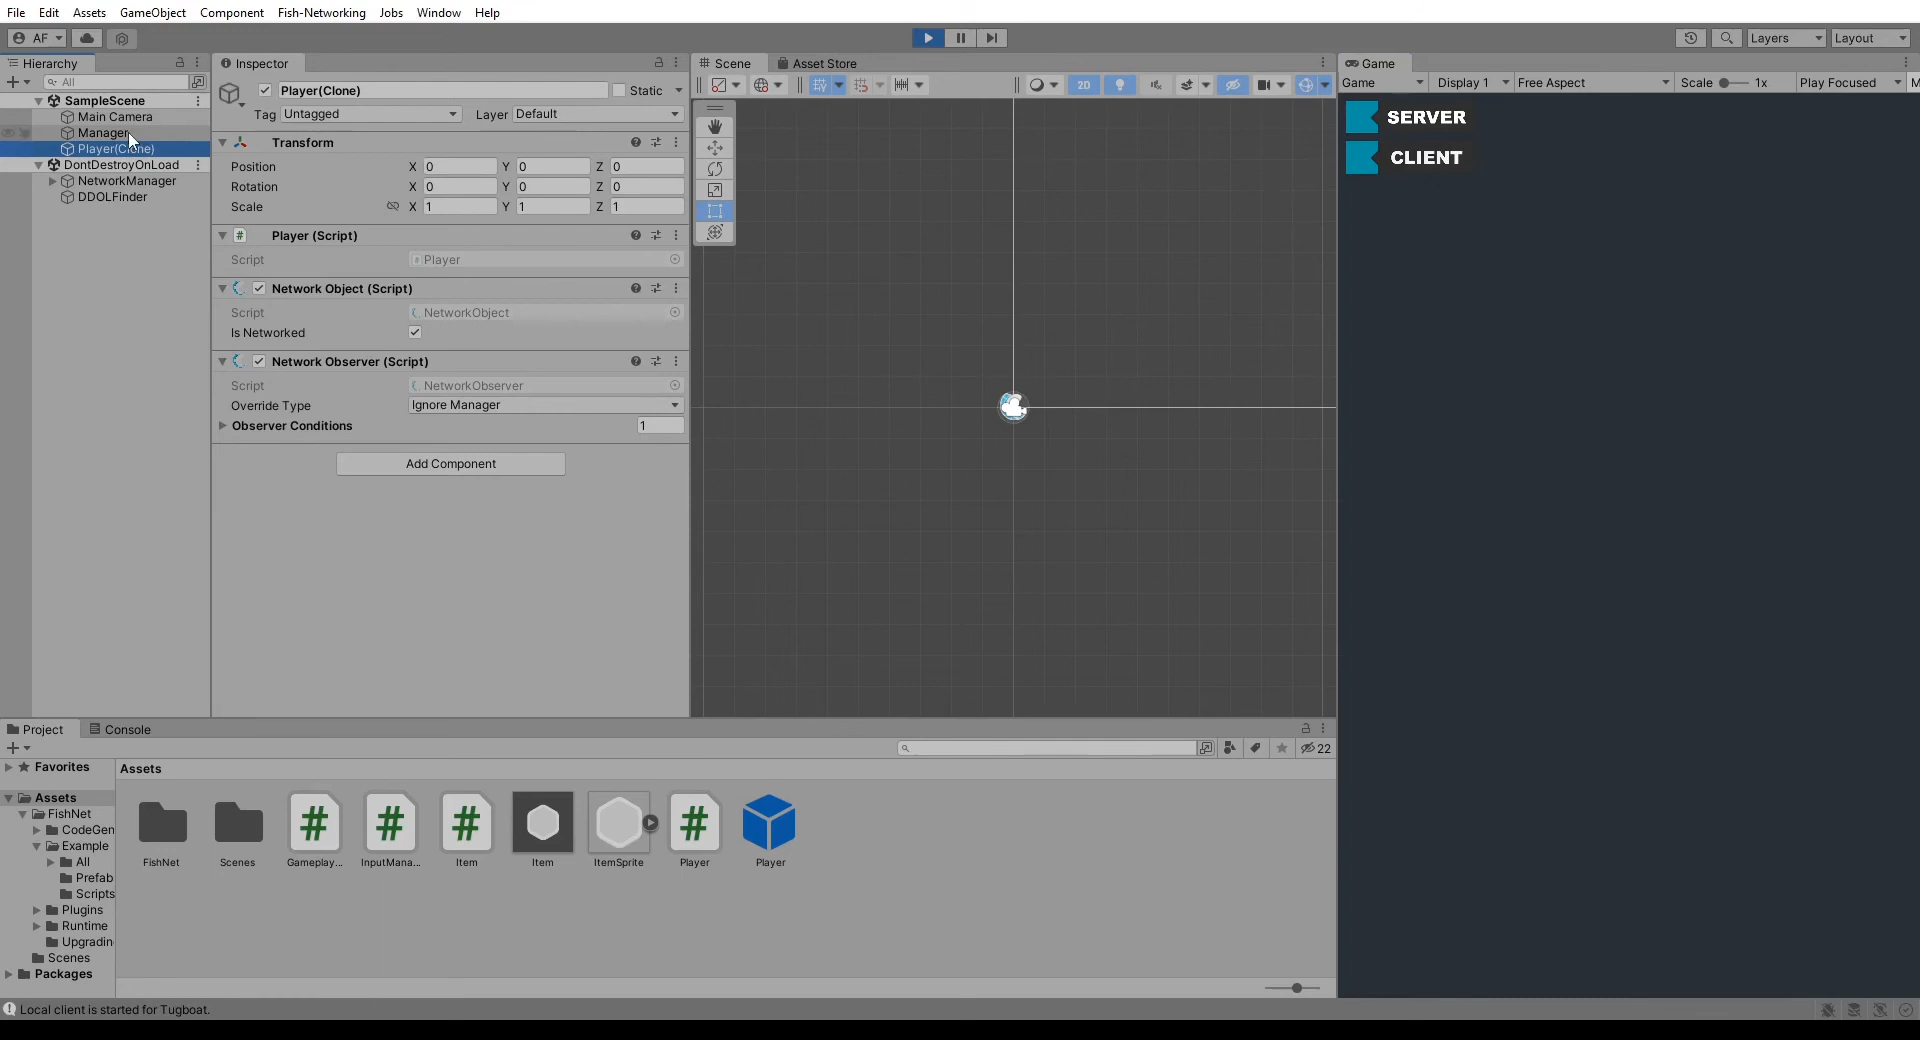 File Edit Assets GameObject Component Fish-Networking Jobs Window Help
AF
Layers
Layout
Hierarchy
All
SampleScene
Main Camera
Manager
Player(Clone)
DontDestroyOnLoad
NetworkManager
DDOLFinder
Inspector
Player(Clone)
Static
Tag Untagged
Layer Default
Transform
Position X 0 Y 0 Z 0
Rotation X 0 Y 0 Z 0
Scale X 1 Y 1 Z 1
# Player (Script)
Script # Player
Network Object (Script)
Script NetworkObject
Is Networked
Network Observer (Script)
Script NetworkObserver
Override Type Ignore Manager
Observer Conditions 1
Add Component
Scene Asset Store
2D
Game
Game Display 1 Free Aspect Scale 1x Play Focused M
SERVER
CLIENT
Project Console
22
Favorites
Assets
FishNet
CodeGen
Example
All
Prefab
Scripts
Plugins
Runtime
Upgradin
Scenes
Packages
Assets
# # # #
FishNet Scenes Gameplay... InputMana... Item Item ItemSprite Player Player
Local client is started for Tugboat.